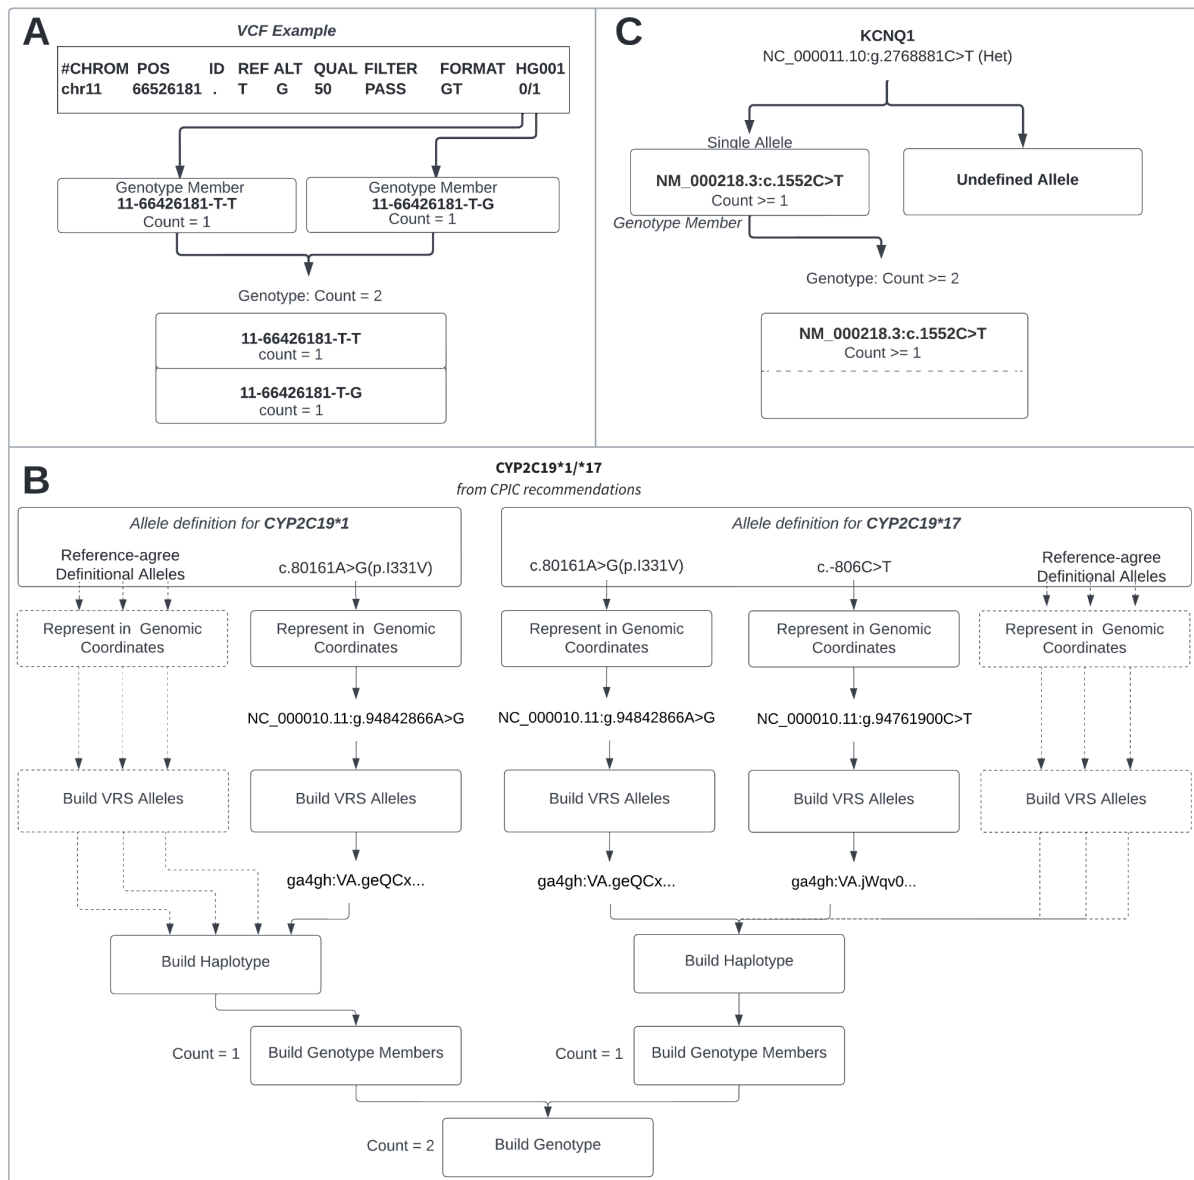 A
VCF Example
#CHROM POS ID REF ALT QUAL FILTER FORMAT HG001
chr11 66526181 . T G 50 PASS GT 0/1
Genotype Member
11-66426181-T-T
Count = 1
Genotype Member
11-66426181-T-G
Count = 1
Genotype: Count = 2
11-66426181-T-T
count = 1
11-66426181-T-G
count = 1
C
KCNQ1
NC_000011.10:g.2768881C>T (Het)
Single Allele
NM_000218.3:c.1552C>T
Count >= 1
Undefined Allele
Genotype Member
Genotype: Count >= 2
NM_000218.3:c.1552C>T
Count >= 1
B
CYP2C19*1/*17
from CPIC recommendations
Allele definition for CYP2C19*1
Reference-agree
Definitional Alleles
c.80161A>G(p.I331V)
Allele definition for CYP2C19*17
c.80161A>G(p.I331V)
c.-806C>T
Reference-agree
Definitional Alleles
Represent in Genomic
Coordinates
Represent in Genomic
Coordinates
Represent in Genomic
Coordinates
Represent in Genomic
Coordinates
Represent in Genomic
Coordinates
NC_000010.11:g.94842866A>G
NC_000010.11:g.94842866A>G
NC_000010.11:g.94761900C>T
Build VRS Alleles
Build VRS Alleles
Build VRS Alleles
Build VRS Alleles
Build VRS Alleles
ga4gh:VA.geQCx...
ga4gh:VA.geQCx...
ga4gh:VA.jWqv0...
Build Haplotype
Build Haplotype
Count = 1
Build Genotype Members
Count = 1
Build Genotype Members
Count = 2
Build Genotype